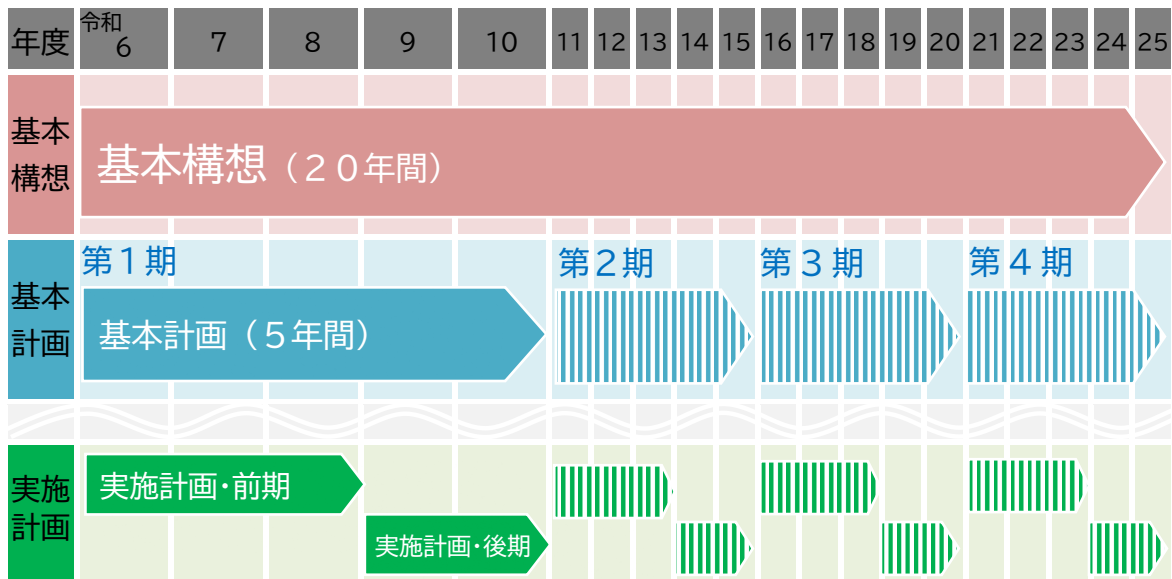 年度 令和 6 7 8 9 10 11 12 13 14 15 16 17 18 19 20 21 22 23 24 25
基本
構想
基本構想（２０年間）
第１期 第２期 第３期 第４期
基本
計画
基本計画（５年間）
実施
計画
実施計画・前期
実施計画・後期